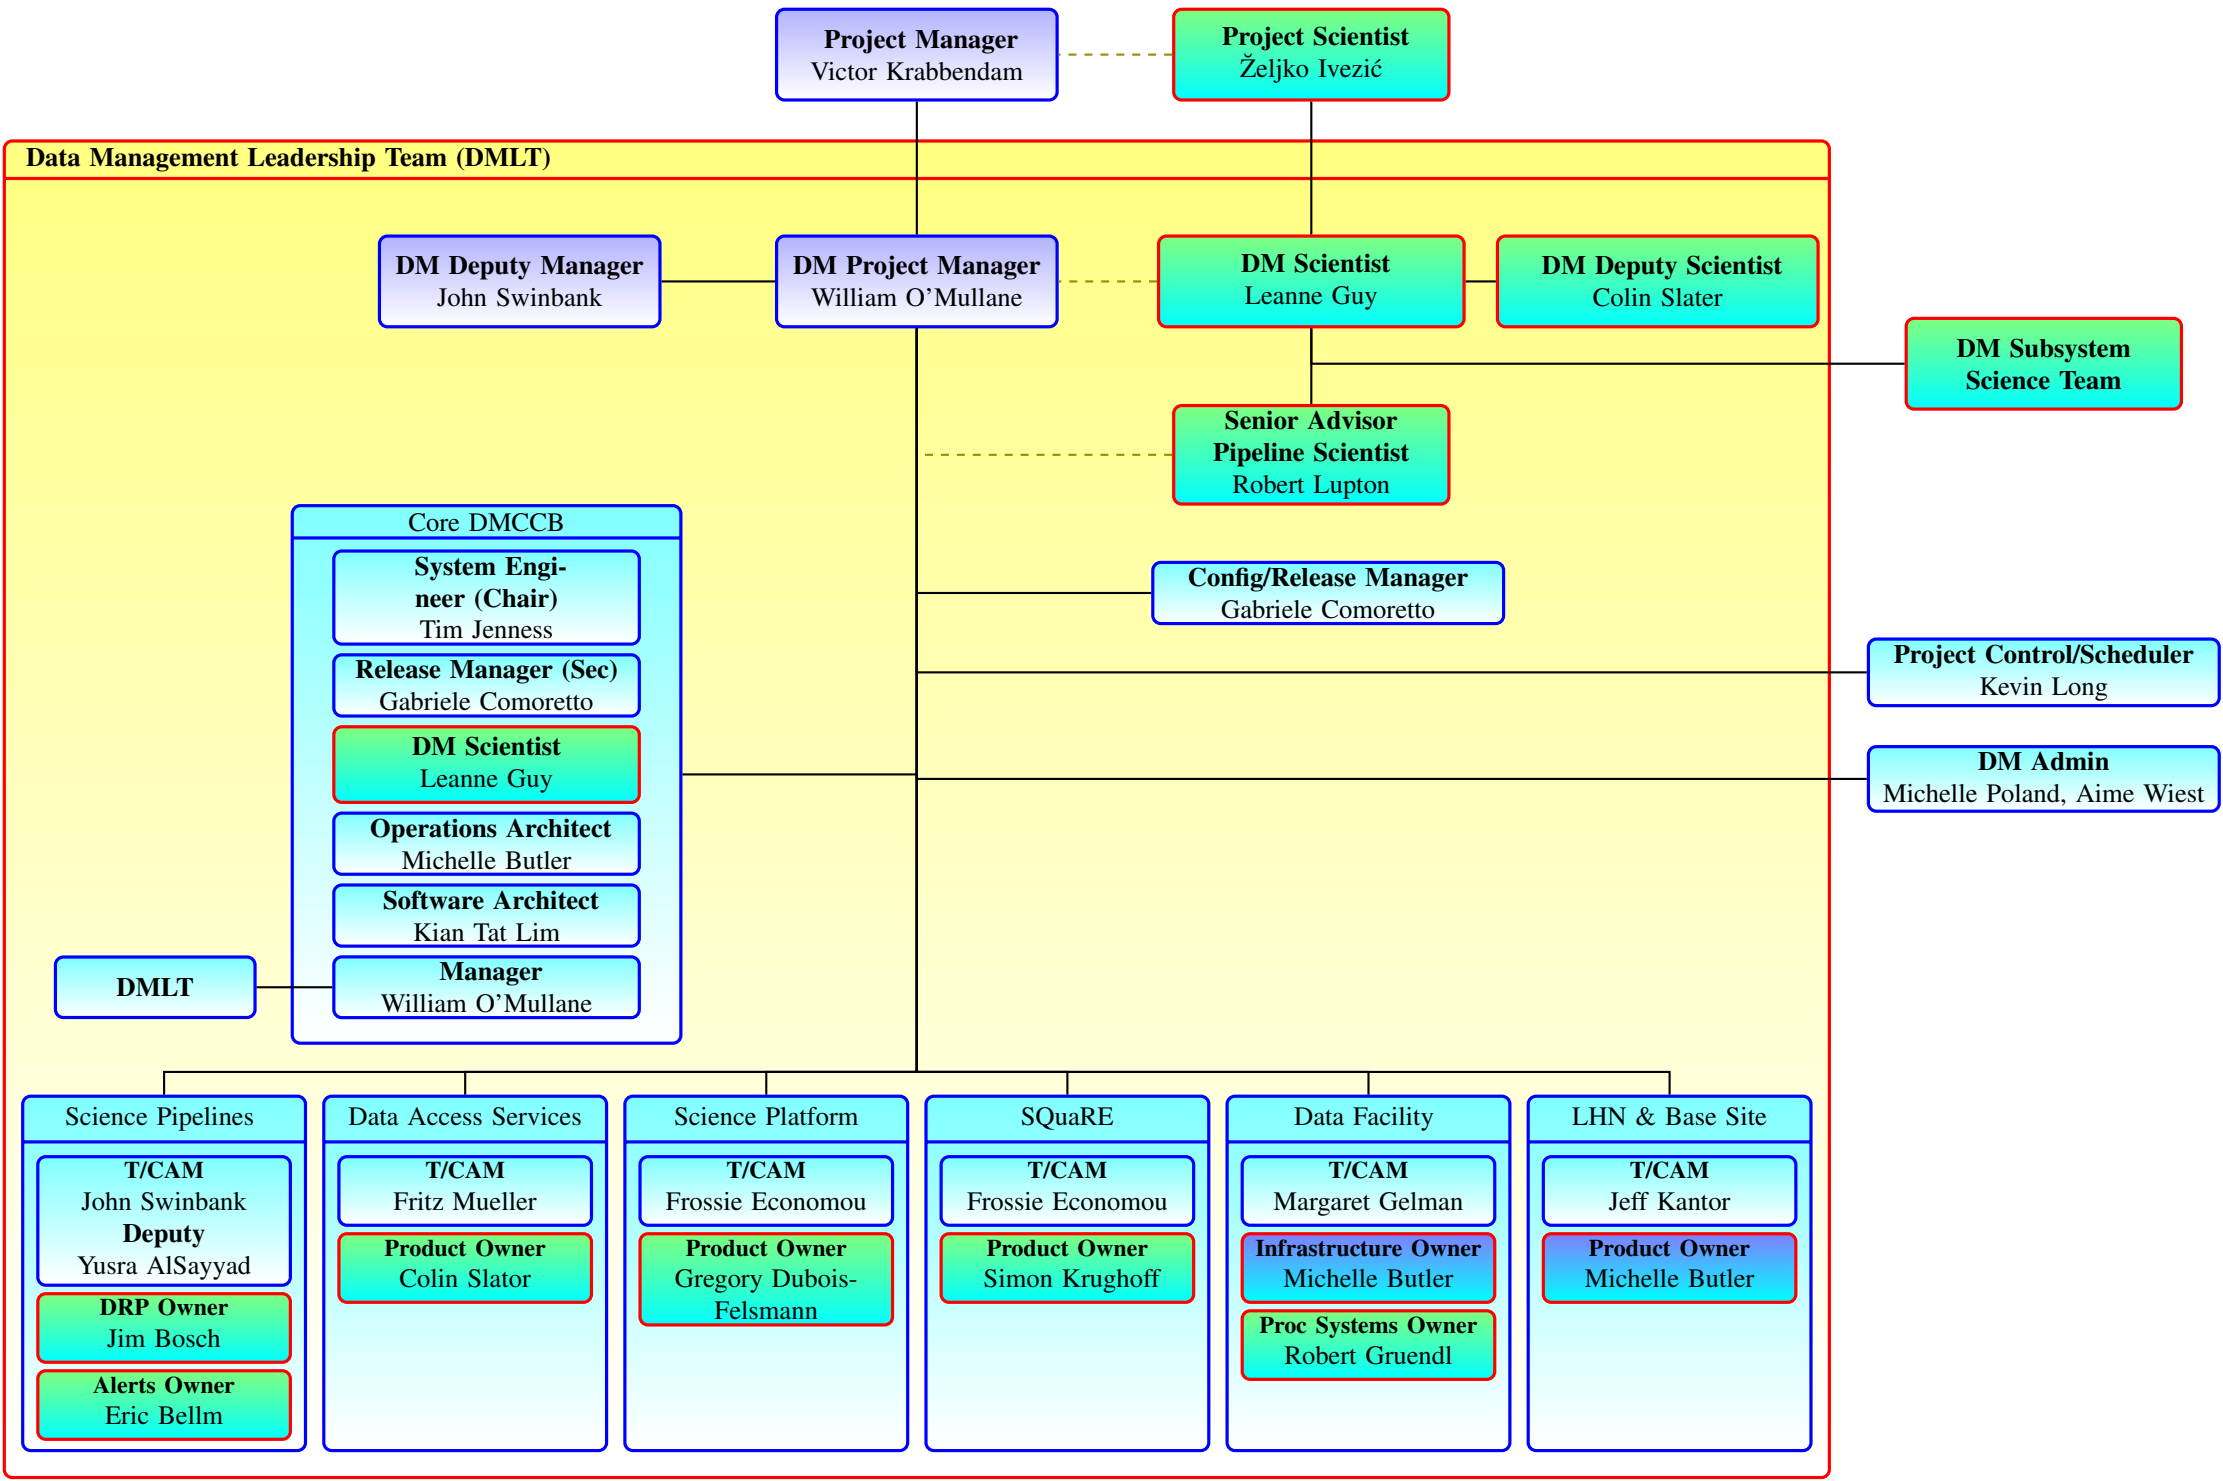 Project Manager
Victor Krabbendam
Project Scientist
Željko Ivezić
Data Management Leadership Team (DMLT)
DM Deputy Manager
John Swinbank
DM Project Manager
William O’Mullane
DM Scientist
Leanne Guy
DM Deputy Scientist
Colin Slater
DM Subsystem
Science Team
Senior Advisor
Pipeline Scientist
Robert Lupton
Core DMCCB
System Engi-
neer (Chair)
Tim Jenness
Release Manager (Sec)
Gabriele Comoretto
DM Scientist
Leanne Guy
Operations Architect
Michelle Butler
Software Architect
Kian Tat Lim
Manager
William O’Mullane
DMLT
Config/Release Manager
Gabriele Comoretto
Project Control/Scheduler
Kevin Long
DM Admin
Michelle Poland, Aime Wiest
Science Pipelines
T/CAM
John Swinbank
Deputy
Yusra AlSayyad
DRP Owner
Jim Bosch
Alerts Owner
Eric Bellm
Data Access Services
T/CAM
Fritz Mueller
Product Owner
Colin Slator
Science Platform
T/CAM
Frossie Economou
Product Owner
Gregory Dubois-
Felsmann
SQuaRE
T/CAM
Frossie Economou
Product Owner
Simon Krughoff
Data Facility
T/CAM
Margaret Gelman
Infrastructure Owner
Michelle Butler
Proc Systems Owner
Robert Gruendl
LHN & Base Site
T/CAM
Jeff Kantor
Product Owner
Michelle Butler